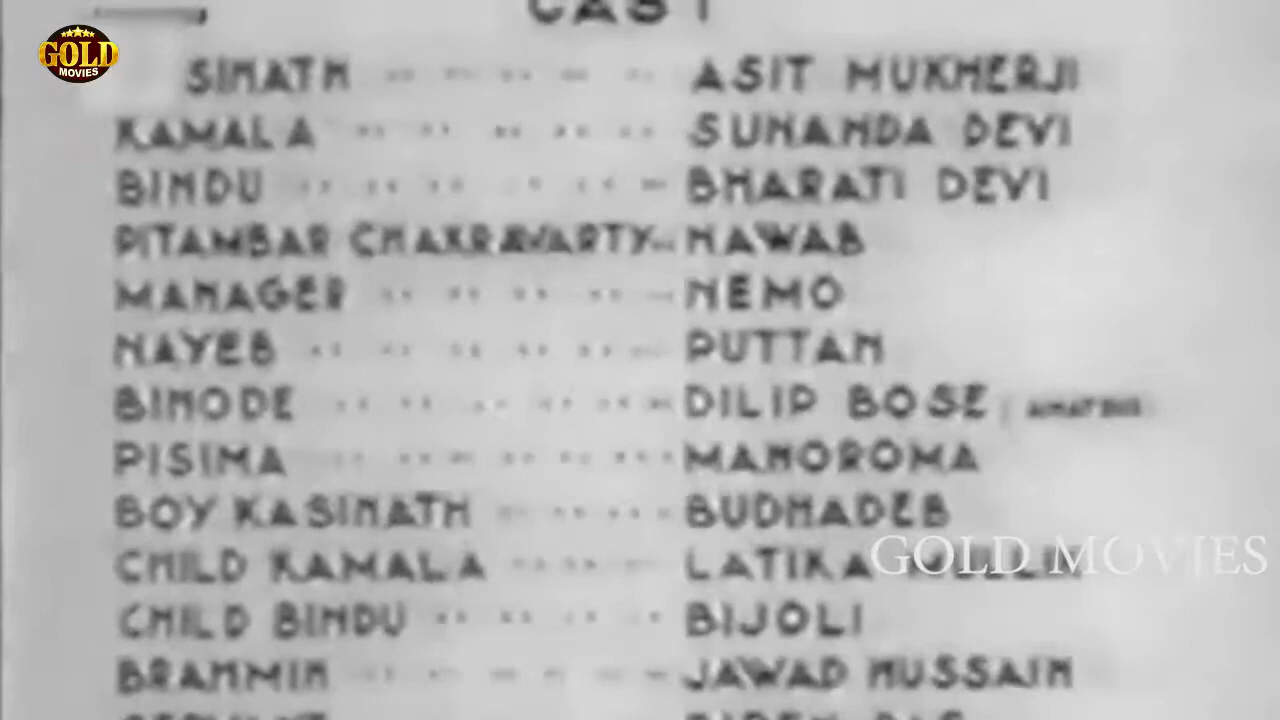 CAST
GOLD
MOVIES
SINATH ASIT MUKHERJI
KAMALA SUNANDA DEVI
BINDU BHARATI DEVI
PITAMBAR CHAKRAVARTY NAWAB
MANAGER NEMO
NAYEB PUTTAN
BINODE DILIP BOSE
PISIMA MANOROMA
BOY KASINATH BUDHADEB
CHILD KAMALA LATIKA
GOLD MOVIES
CHILD BINDU BIJOLI
BRAHMIN JAWAD HUSSAIN